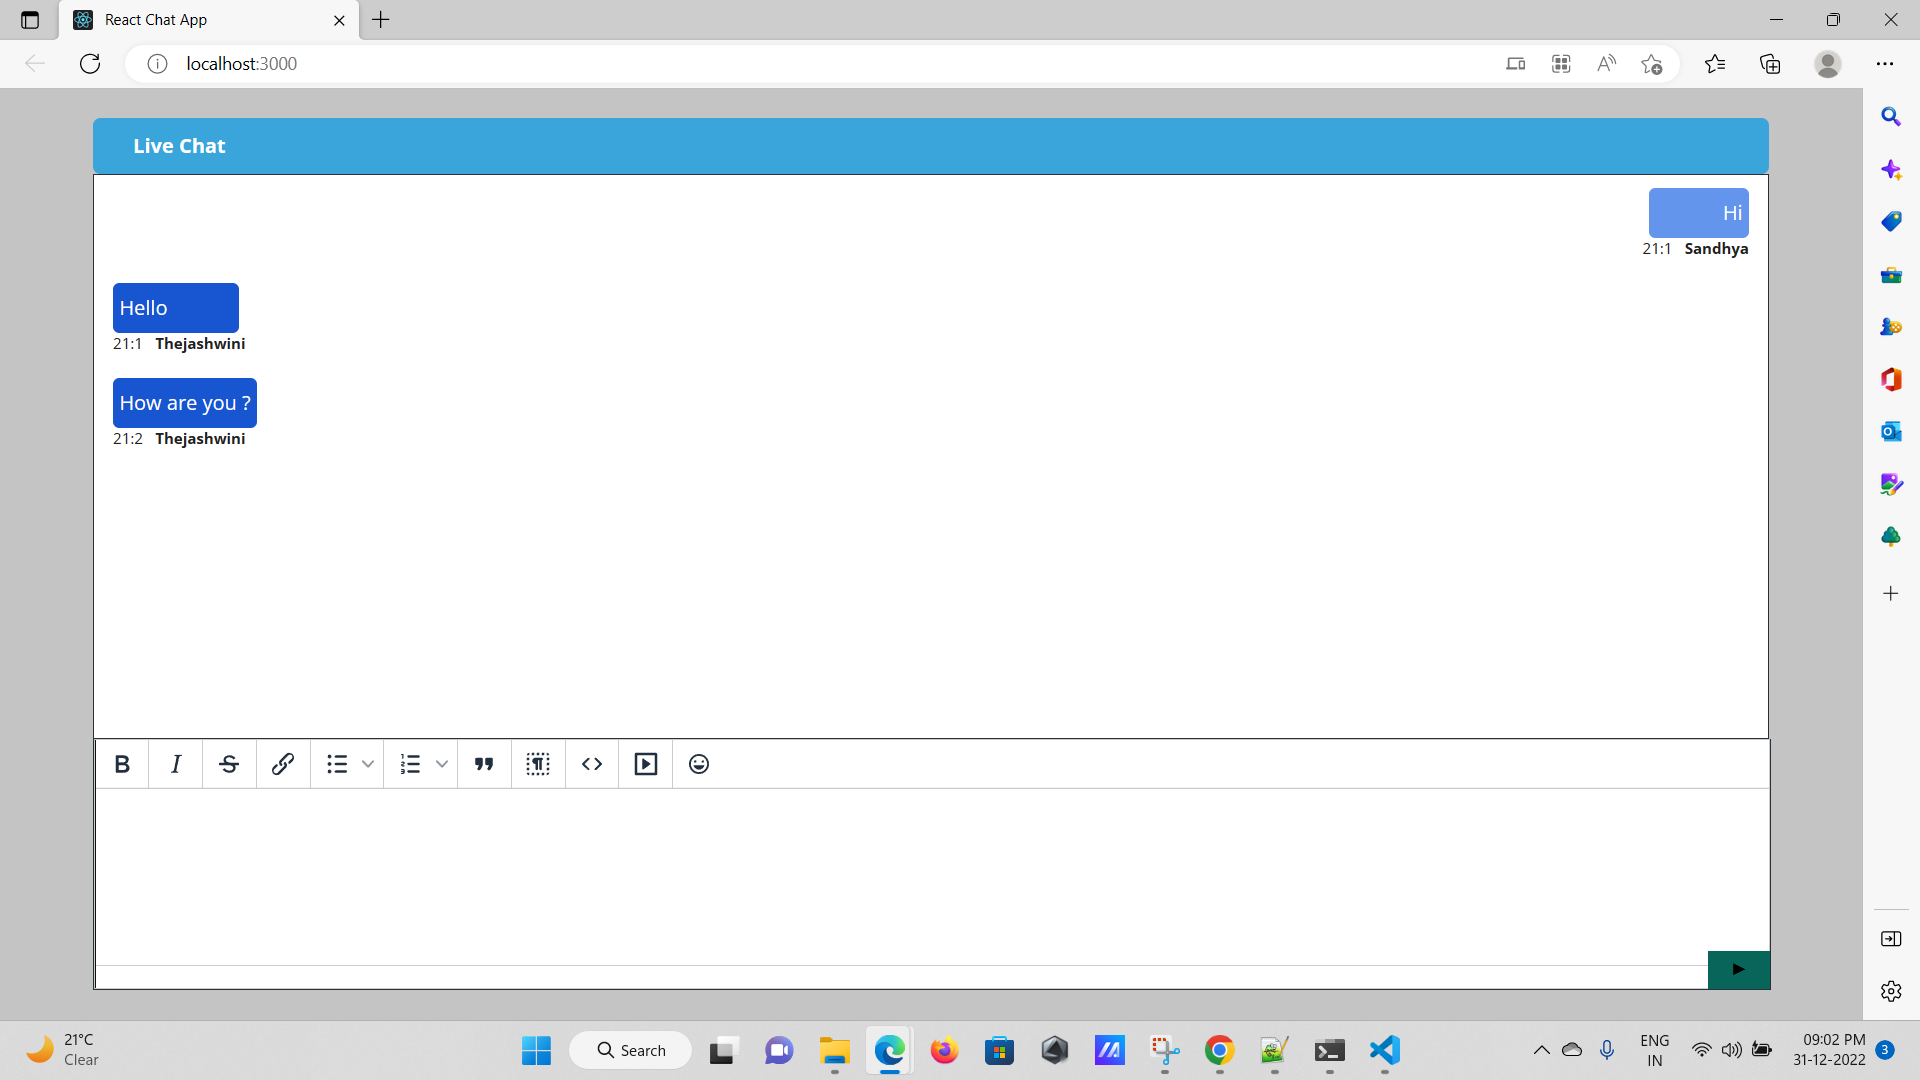 React Chat App
localhost:3000
Live Chat
Hi
21:1 Sandhya
Hello
21:1 Thejashwini
How are you ?
21:2 Thejashwini
21°C
Clear
Search
ENG
IN
09:02 PM
31-12-2022
3